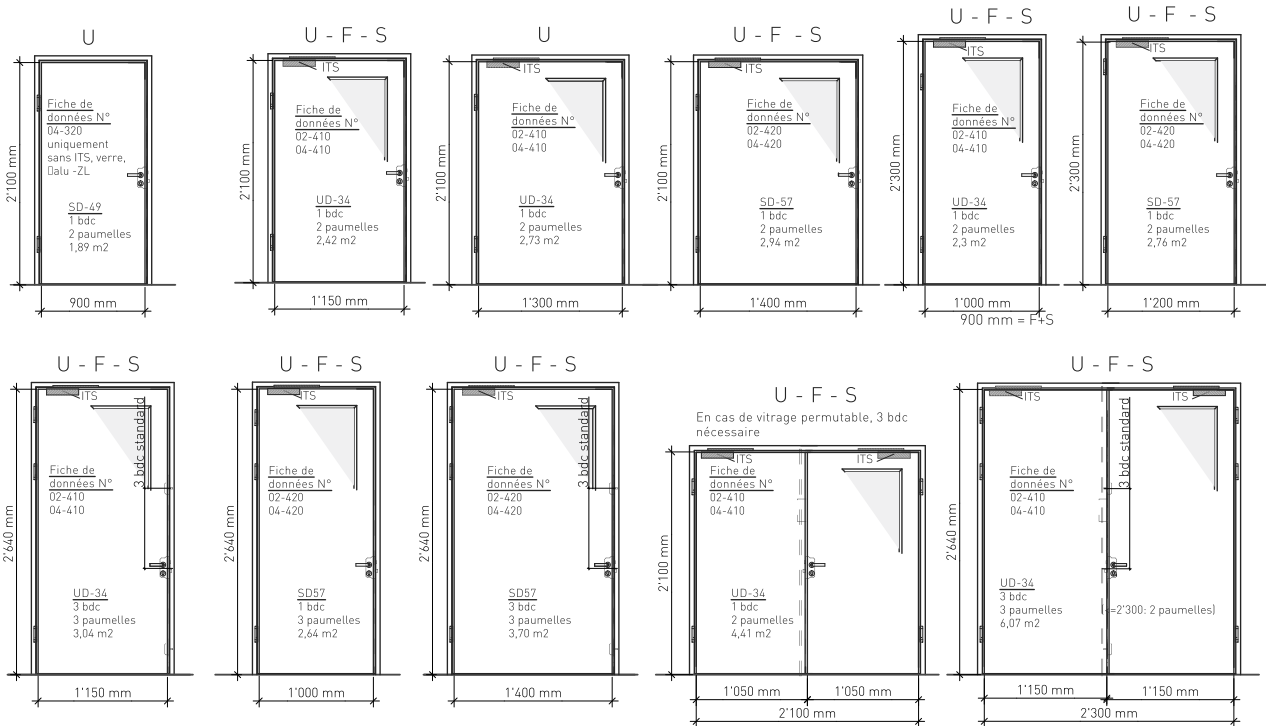 U
2'100 mm
Fiche de
données N°
04-320
uniquement
sans ITS, verre,
alu -ZL
SD-49
1 bdc
2 paumelles
1,89 m2
900 mm
U - F - S
ITS
2'100 mm
Fiche de
données N°
02-410
04-410
UD-34
1 bdc
2 paumelles
2,42 m2
1'150 mm
U
ITS
2'100 mm
Fiche de
données N°
02-410
04-410
UD-34
1 bdc
2 paumelles
2,73 m2
1'300 mm
U - F - S
ITS
2'100 mm
Fiche de
données N°
02-420
04-420
SD-57
1 bdc
2 paumelles
2,94 m2
1'400 mm
U - F - S
ITS
2'300 mm
Fiche de
données N°
02-410
04-410
UD-34
1 bdc
2 paumelles
2,3 m2
1'000 mm
900 mm = F+S
U - F - S
ITS
2'300 mm
Fiche de
données N°
02-420
04-420
SD-57
1 bdc
2 paumelles
2,76 m2
1'200 mm
U - F - S
ITS
3 bdc standard
2'640 mm
Fiche de
données N°
02-410
04-410
UD-34
3 bdc
3 paumelles
3,04 m2
1'150 mm
U - F - S
ITS
2'640 mm
Fiche de
données N°
02-420
04-420
SD57
1 bdc
3 paumelles
2,64 m2
1'000 mm
U - F - S
ITS
3 bdc standard
2'640 mm
Fiche de
données N°
02-420
04-420
SD57
3 bdc
3 paumelles
3,70 m2
1'400 mm
U - F - S
En cas de vitrage permutable, 3 bdc
nécessaire
ITS
ITS
2'100 mm
Fiche de
données N°
02-410
04-410
UD-34
1 bdc
2 paumelles
4,41 m2
1'050 mm
1'050 mm
2'100 mm
U - F - S
ITS
ITS
3 bdc standard
2'640 mm
Fiche de
données N°
02-410
04-410
UD-34
3 bdc
3 paumelles
=2'300: 2 paumelles)
6,07 m2
1'150 mm
1'150 mm
2'300 mm